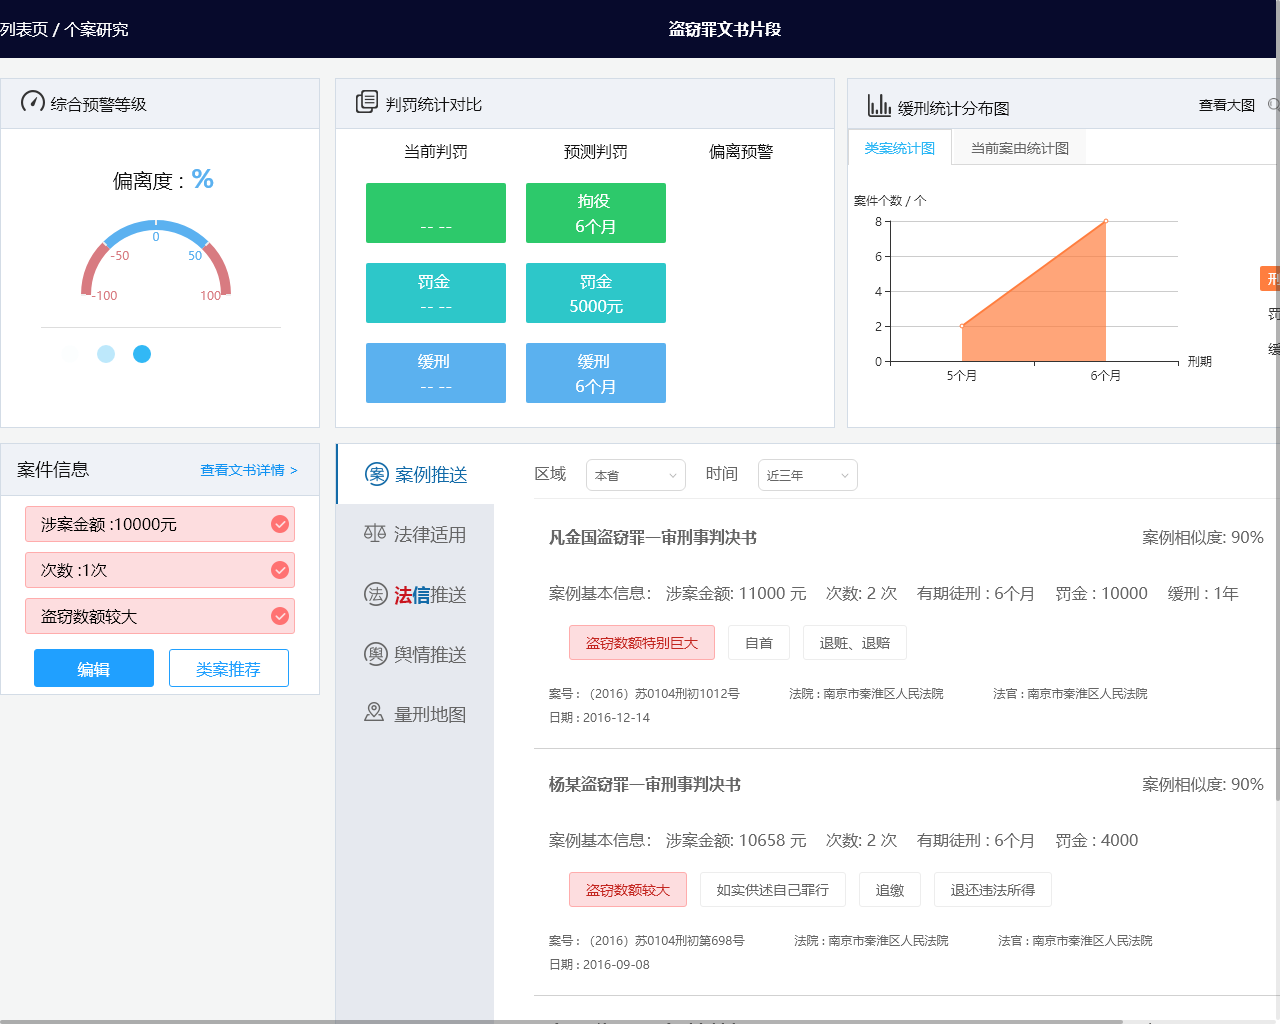 列表页 / 个案研究
盗窃罪文书片段
综合预警等级
偏离度 : %
0
-50
50
-100
100
判罚统计对比
当前判罚
预测判罚
偏离预警
-- --
拘役
6个月
罚金
-- --
罚金
5000元
缓刑
-- --
缓刑
6个月
缓刑统计分布图
查看大图
类案统计图
当前案由统计图
案件个数 / 个
8
6
4
2
0
5个月
6个月
刑期
刑
罚
缓
案件信息
查看文书详情 >
涉案金额 :10000元
次数 :1次
盗窃数额较大
编辑
类案推荐
案 案例推送
法律适用
法 法信推送
舆 舆情推送
量刑地图
区域
本省
时间
近三年
凡金国盗窃罪一审刑事判决书
案例相似度: 90%
案例基本信息： 涉案金额: 11000 元 次数: 2 次 有期徒刑 : 6个月 罚金 : 10000 缓刑 : 1年
盗窃数额特别巨大
自首
退赃、退赔
案号 : （2016）苏0104刑初1012号
法院 : 南京市秦淮区人民法院
法官 : 南京市秦淮区人民法院
日期 : 2016-12-14
杨某盗窃罪一审刑事判决书
案例相似度: 90%
案例基本信息： 涉案金额: 10658 元 次数: 2 次 有期徒刑 : 6个月 罚金 : 4000
盗窃数额较大
如实供述自己罪行
追缴
退还违法所得
案号 : （2016）苏0104刑初第698号
法院 : 南京市秦淮区人民法院
法官 : 南京市秦淮区人民法院
日期 : 2016-09-08